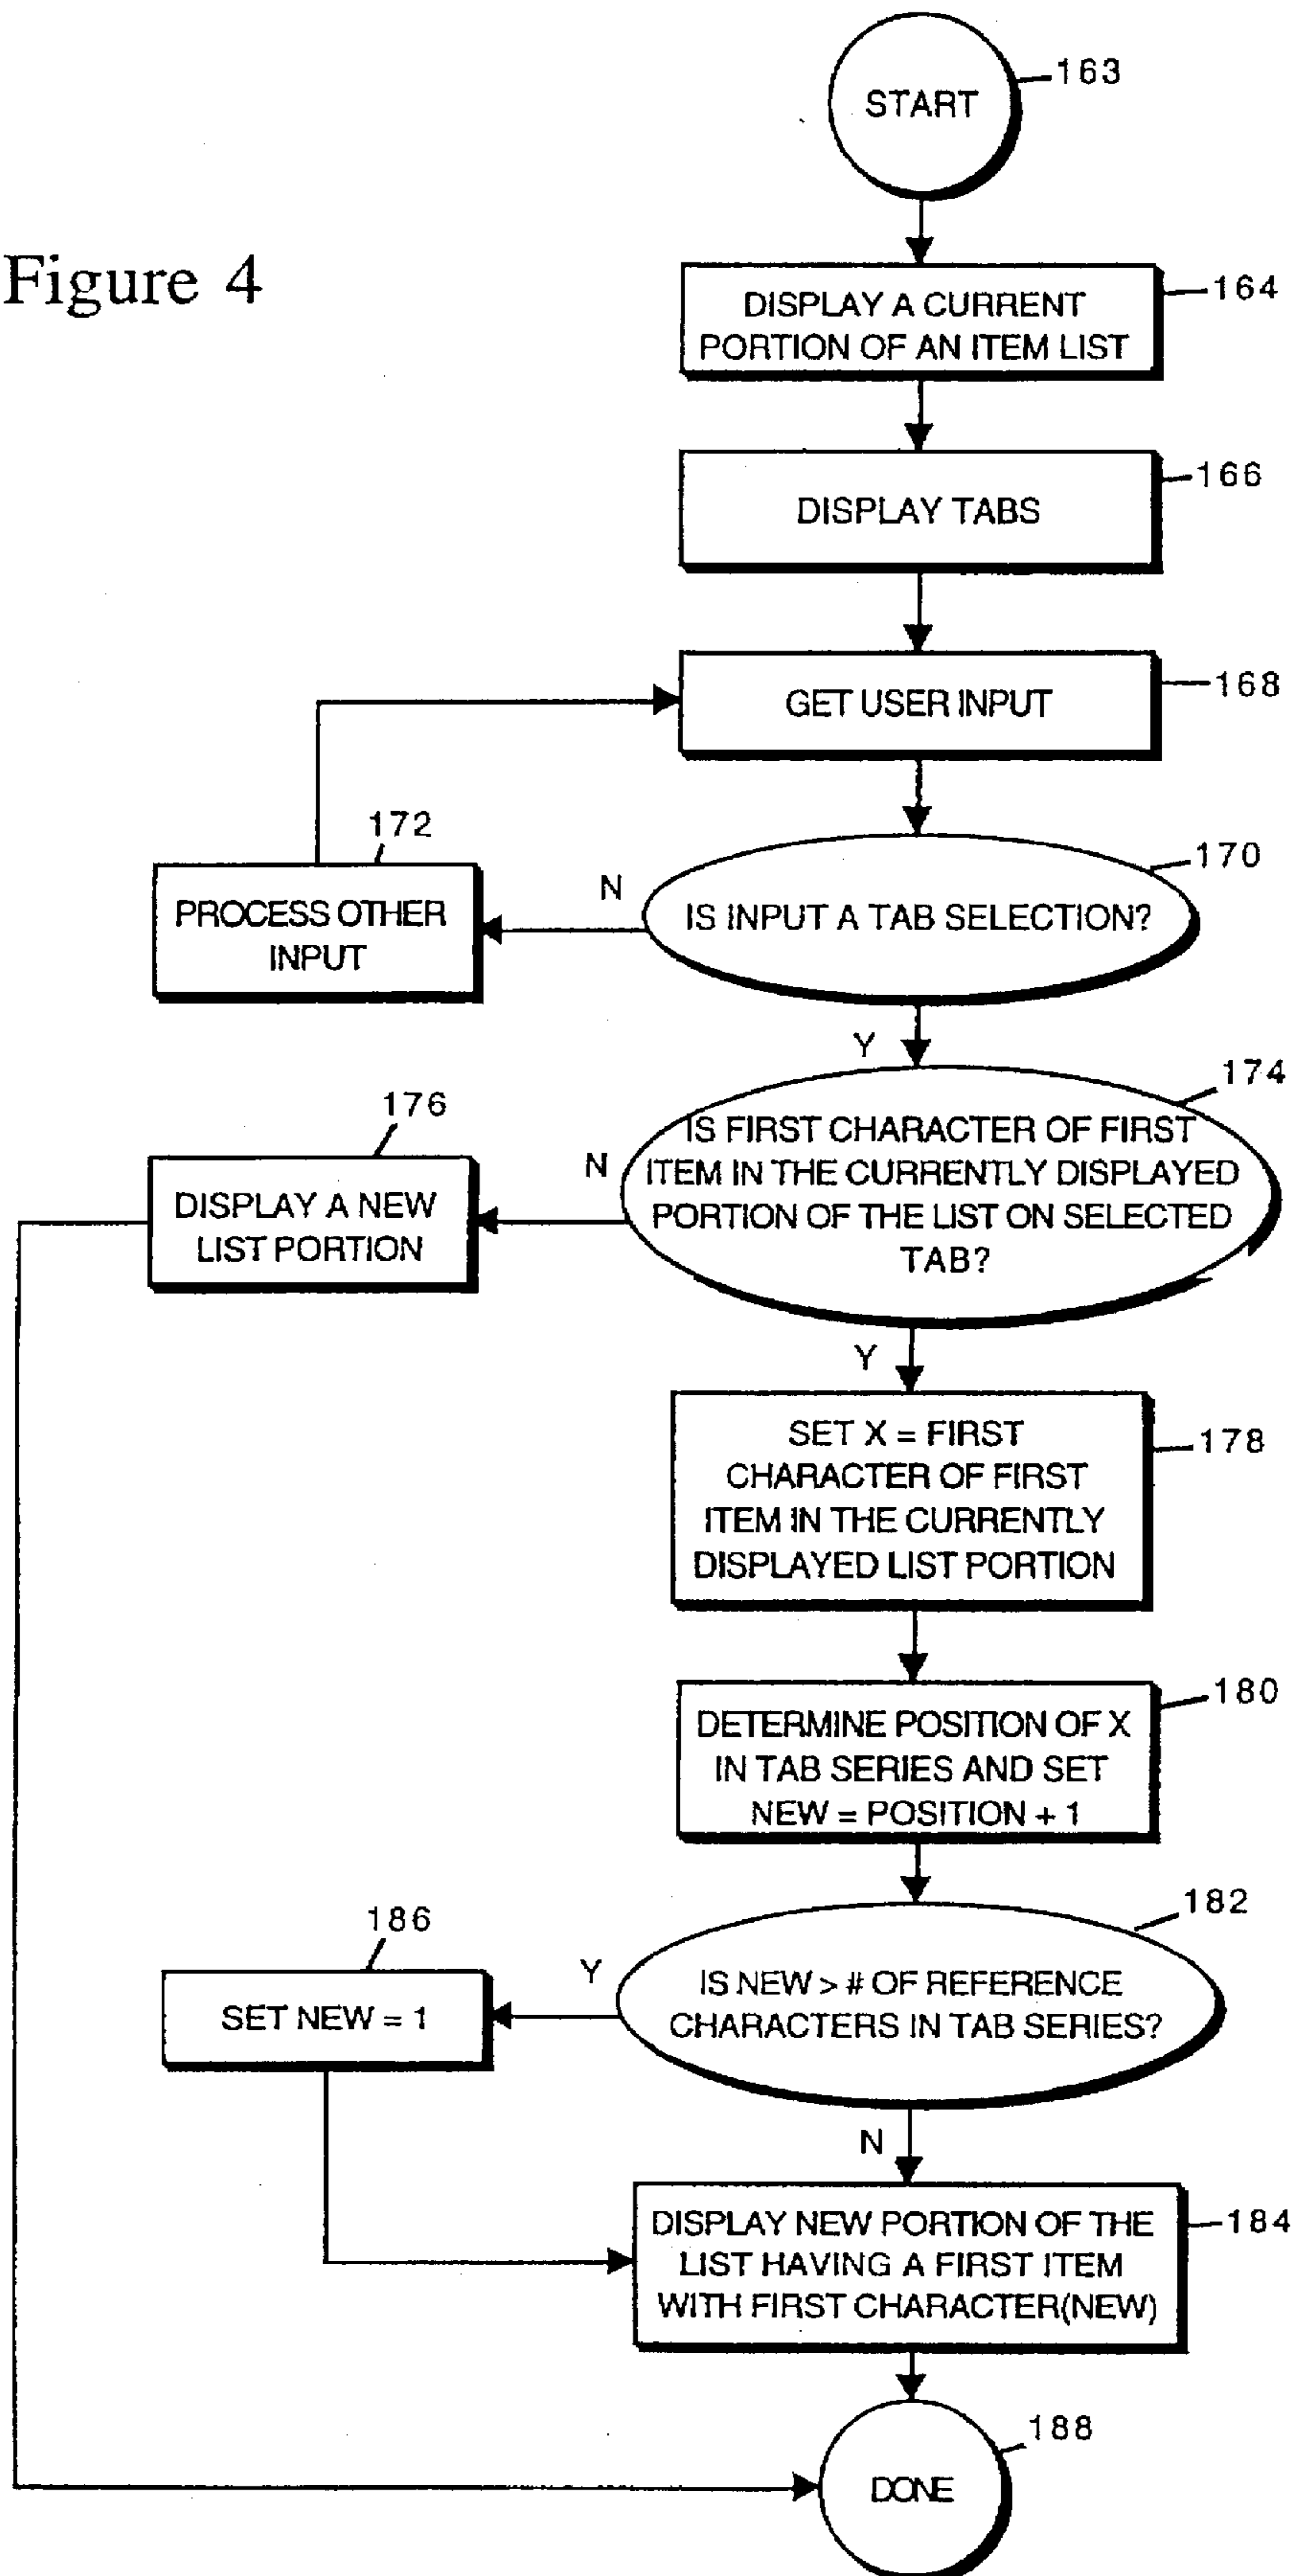 START
163
Figure 4
DISPLAY A CURRENT
PORTION OF AN ITEM LIST
164
DISPLAY TABS
166
GET USER INPUT
168
172
PROCESS OTHER
INPUT
N
IS INPUT A TAB SELECTION?
170
Y
176
DISPLAY A NEW
LIST PORTION
N
IS FIRST CHARACTER OF FIRST
ITEM IN THE CURRENTLY DISPLAYED
PORTION OF THE LIST ON SELECTED
TAB?
174
Y
SET X = FIRST
CHARACTER OF FIRST
ITEM IN THE CURRENTLY
DISPLAYED LIST PORTION
178
DETERMINE POSITION OF X
IN TAB SERIES AND SET
NEW = POSITION + 1
180
186
SET NEW = 1
Y
IS NEW > # OF REFERENCE
CHARACTERS IN TAB SERIES?
182
N
DISPLAY NEW PORTION OF THE
LIST HAVING A FIRST ITEM
WITH FIRST CHARACTER(NEW)
184
DONE
188